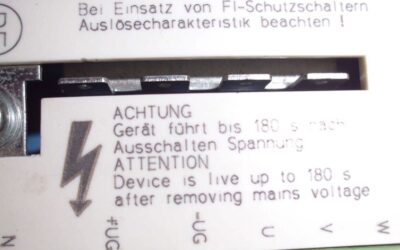 Bei Einsatz von FI-Schutzschaltern
Auslösecharakteristik beachten !
ACHTUNG
Gerät führt bis 180 s nach
Ausschalten Spannung
ATTENTION
Device is live up to 180 s
after removing mains voltage
N +UG -UG U V W